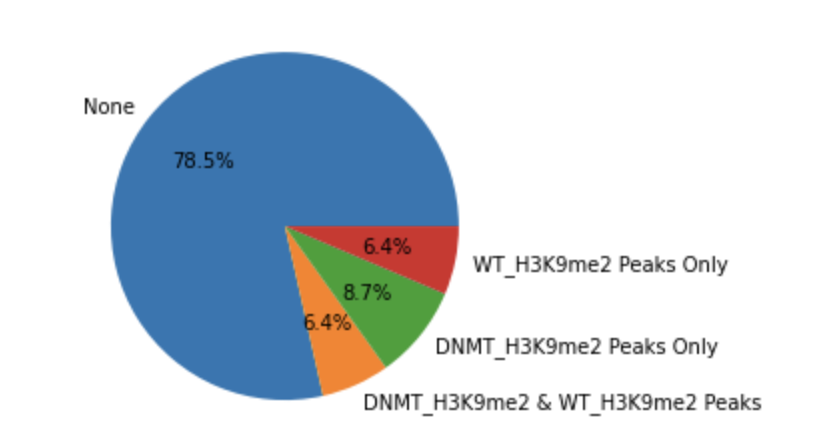 None
78.5%
6.4%
WT_H3K9me2 Peaks Only
8.7%
DNMT_H3K9me2 Peaks Only
6.4%
DNMT_H3K9me2 & WT_H3K9me2 Peaks